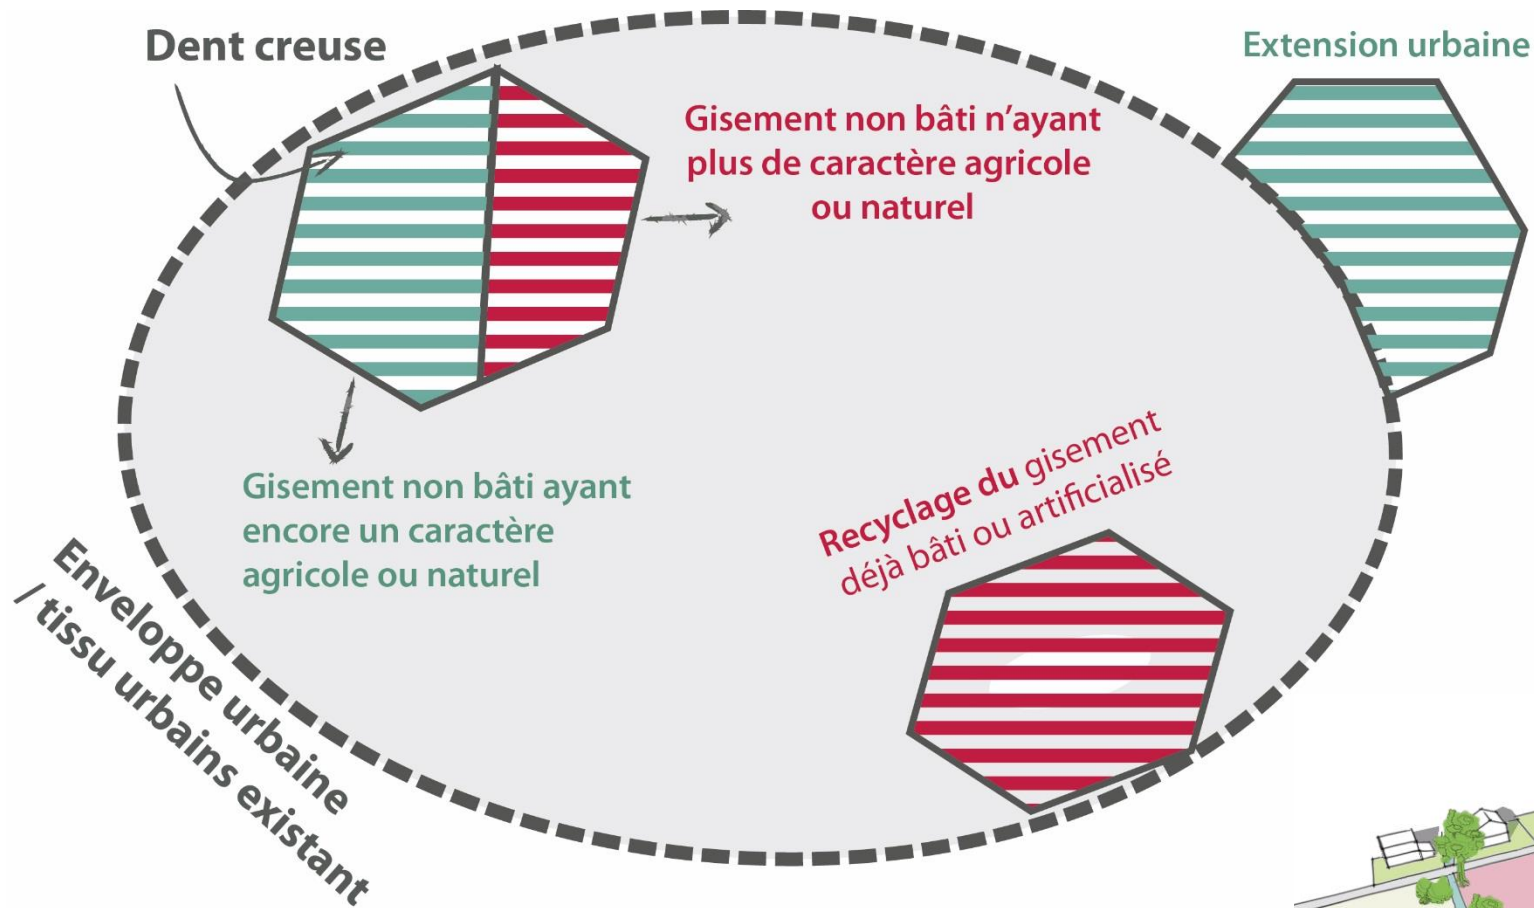 Dent creuse
Extension urbaine
Gisement non bâti n'ayant
plus de caractère agricole
ou naturel
Gisement non bâti ayant
encore un caractère
agricole ou naturel
Recyclage du gisement
déjà bâti ou artificialisé
Enveloppe urbaine
/ tissu urbains existant